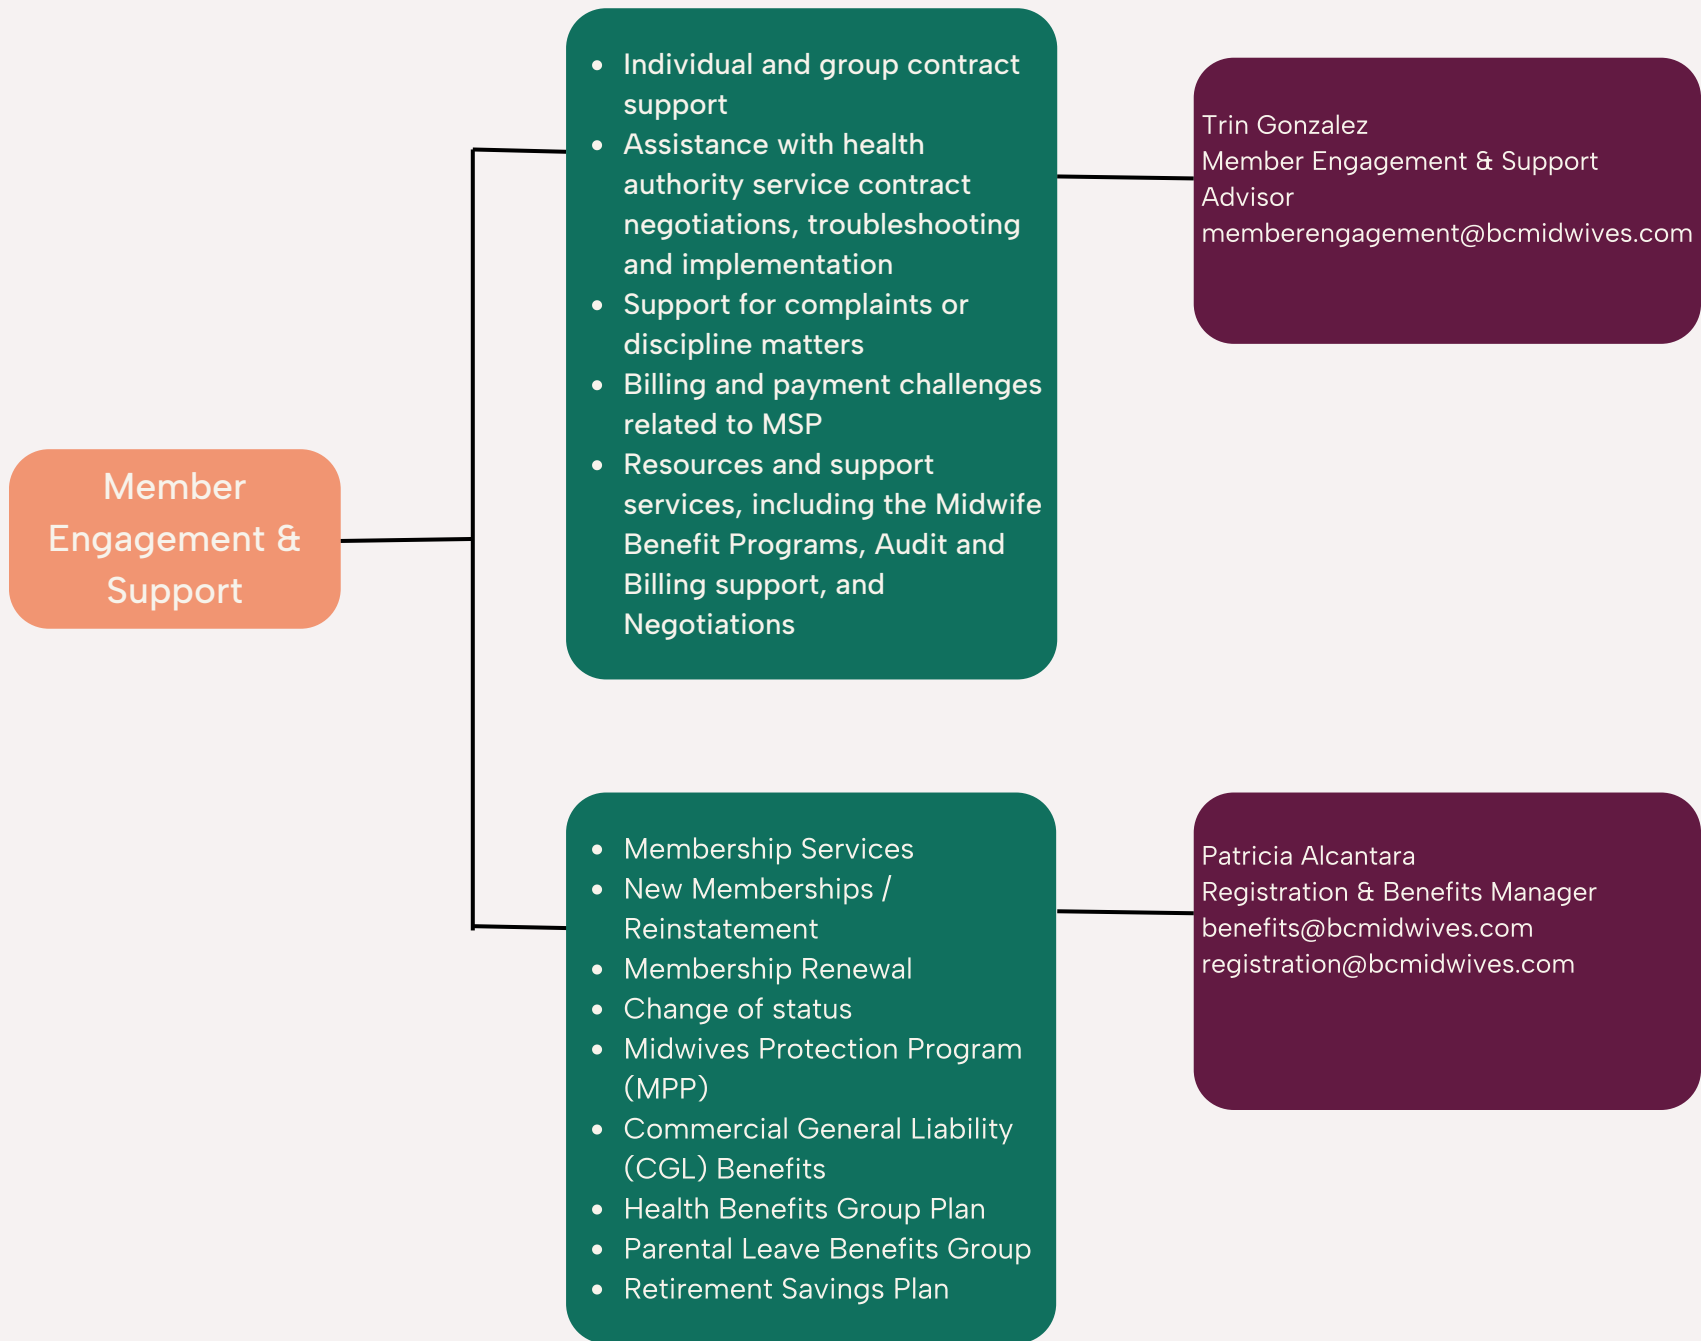 Member
Engagement &
Support
• Individual and group contract
support
• Assistance with health
authority service contract
negotiations, troubleshooting
and implementation
• Support for complaints or
discipline matters
• Billing and payment challenges
related to MSP
• Resources and support
services, including the Midwife
Benefit Programs, Audit and
Billing support, and
Negotiations
Trin Gonzalez
Member Engagement & Support
Advisor
memberengagement@bcmidwives.com
• Membership Services
• New Memberships /
Reinstatement
• Membership Renewal
• Change of status
• Midwives Protection Program
(MPP)
• Commercial General Liability
(CGL) Benefits
• Health Benefits Group Plan
• Parental Leave Benefits Group
• Retirement Savings Plan
Patricia Alcantara
Registration & Benefits Manager
benefits@bcmidwives.com
registration@bcmidwives.com